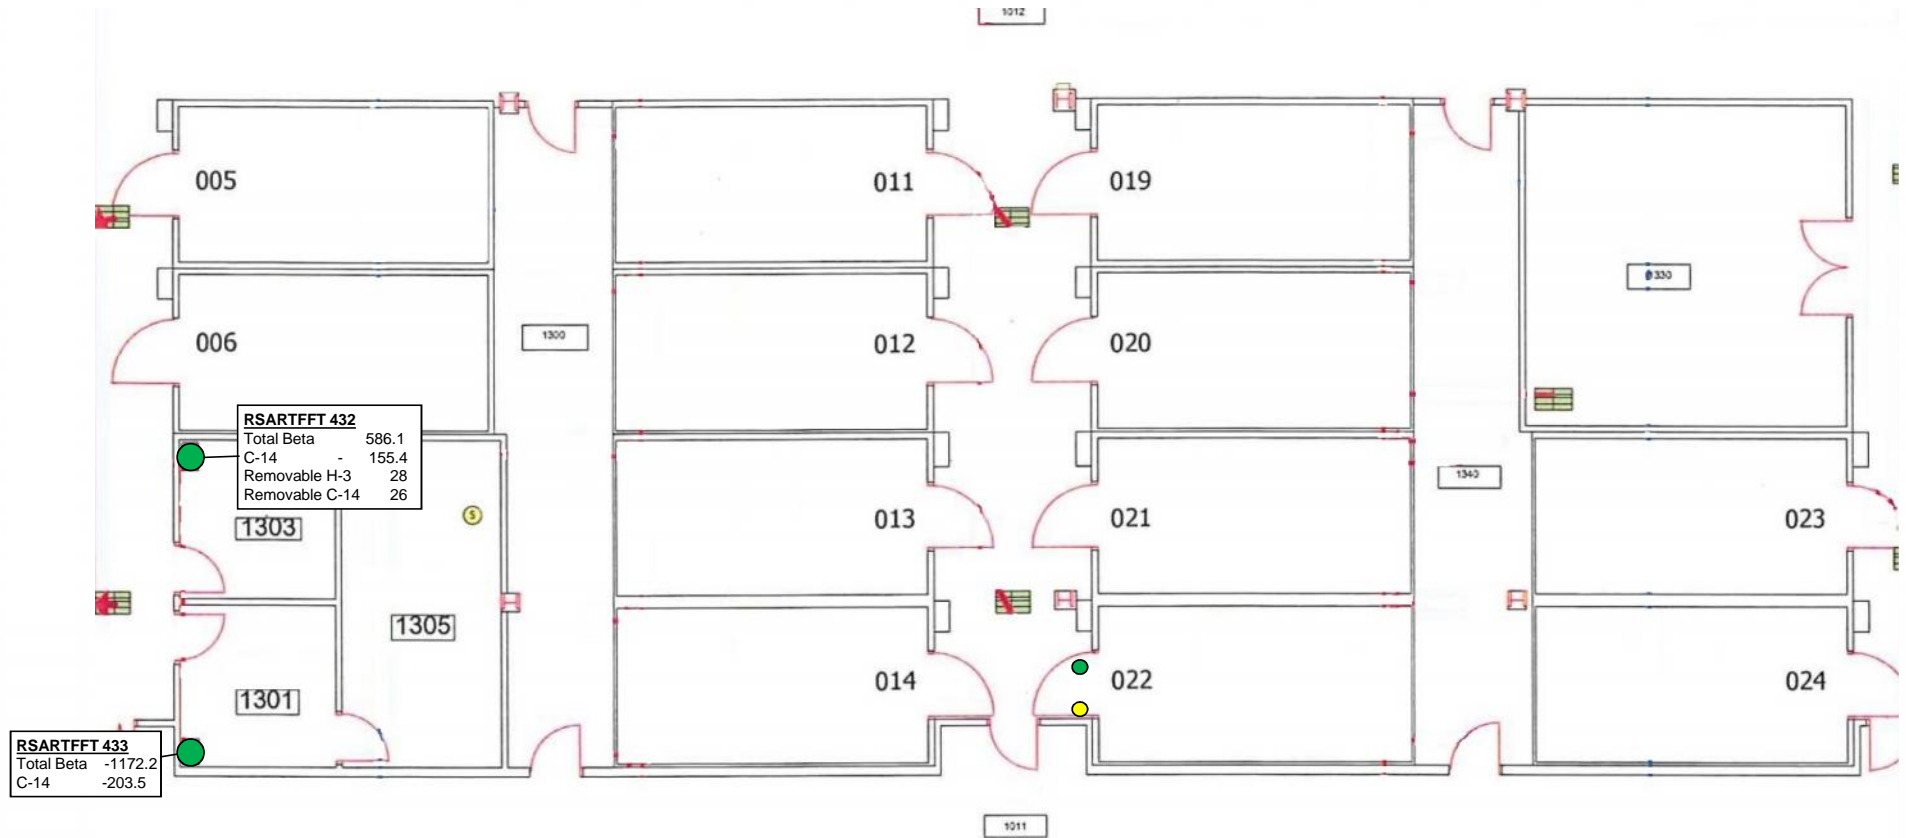 1012
005
011
019
330
006
1300
012
020
RSARTFFT 432
Total Beta 586.1
C-14 - 155.4
Removable H-3 28
Removable C-14 26
1340
S
1303
013
021
023
1305
1301
014
022
024
RSARTFFT 433
Total Beta -1172.2
C-14 -203.5
1011